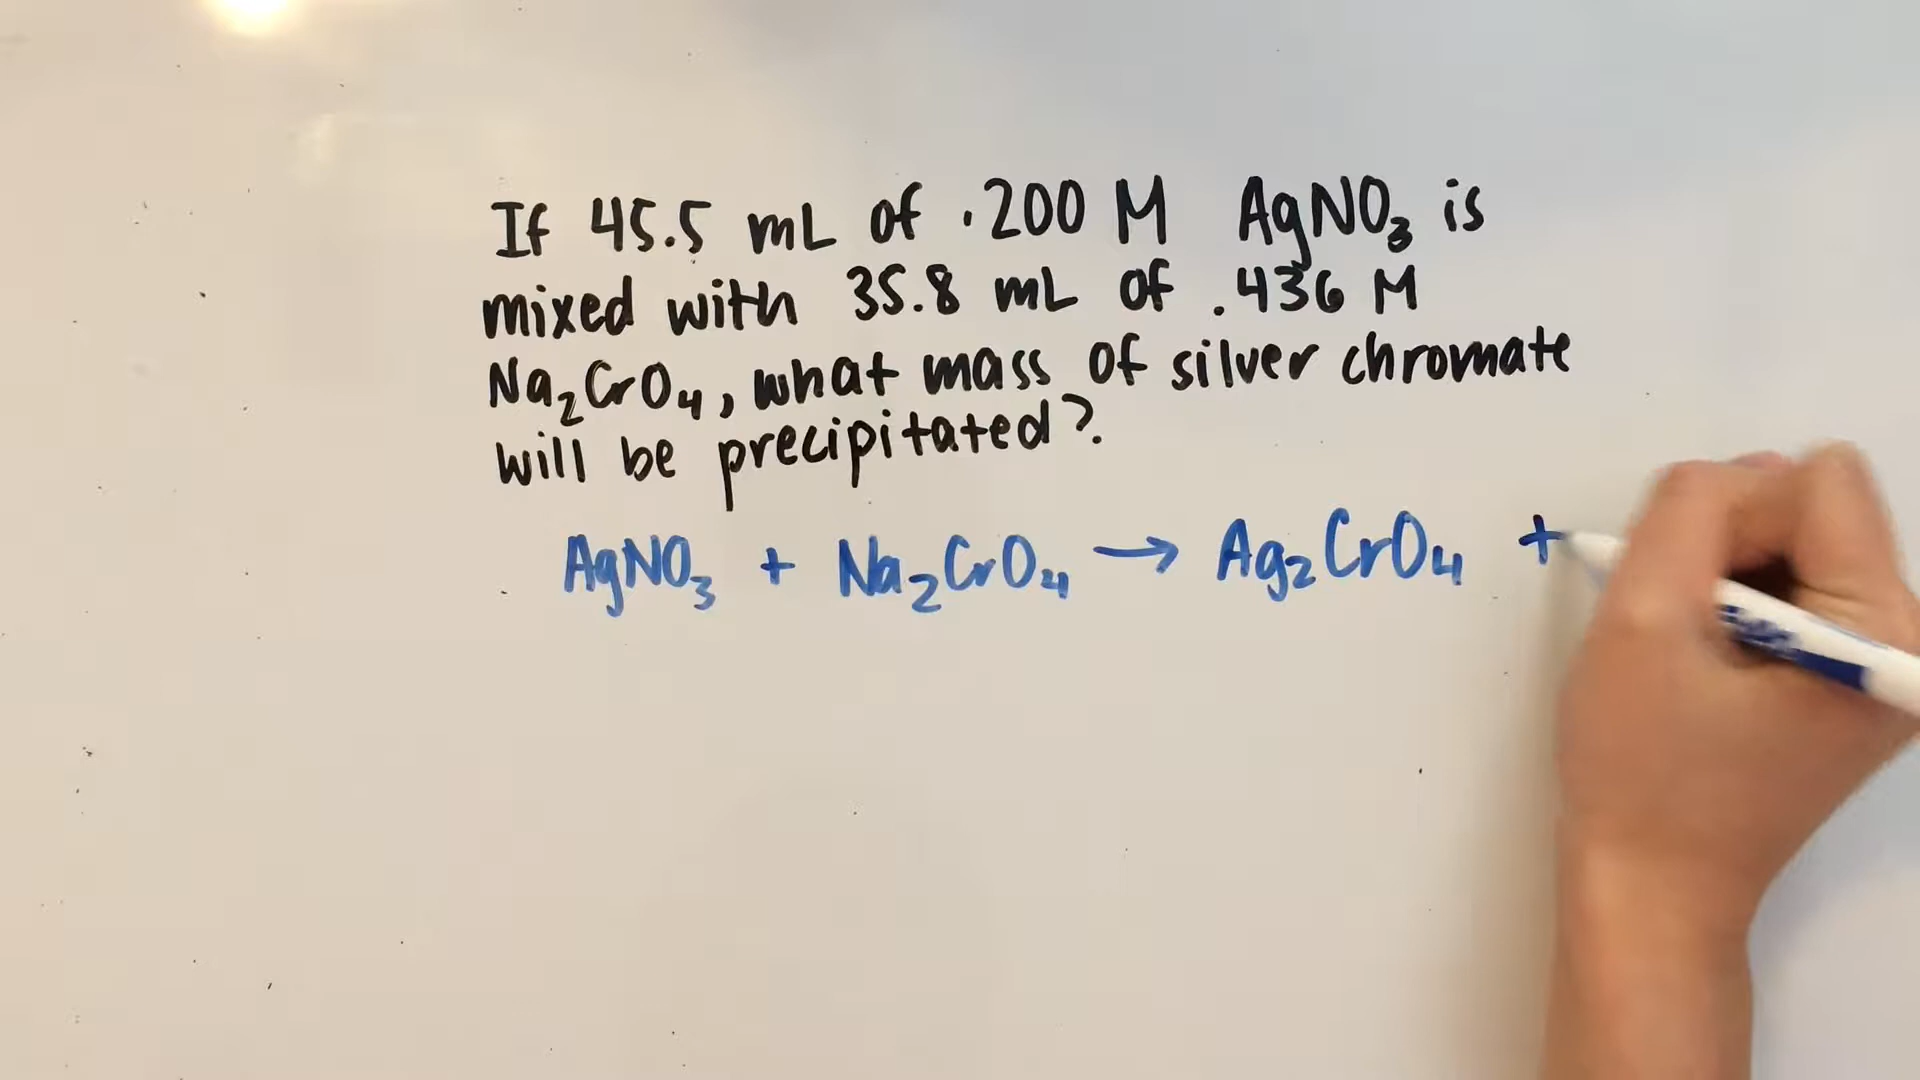 If 45.5 mL of .200 M AgNO₃ is
mixed with 35.8 mL of .436 M
Na₂CrO₄, what mass of silver chromate
will be precipitated?
AgNO₃ + Na₂CrO₄ → Ag₂CrO₄ +